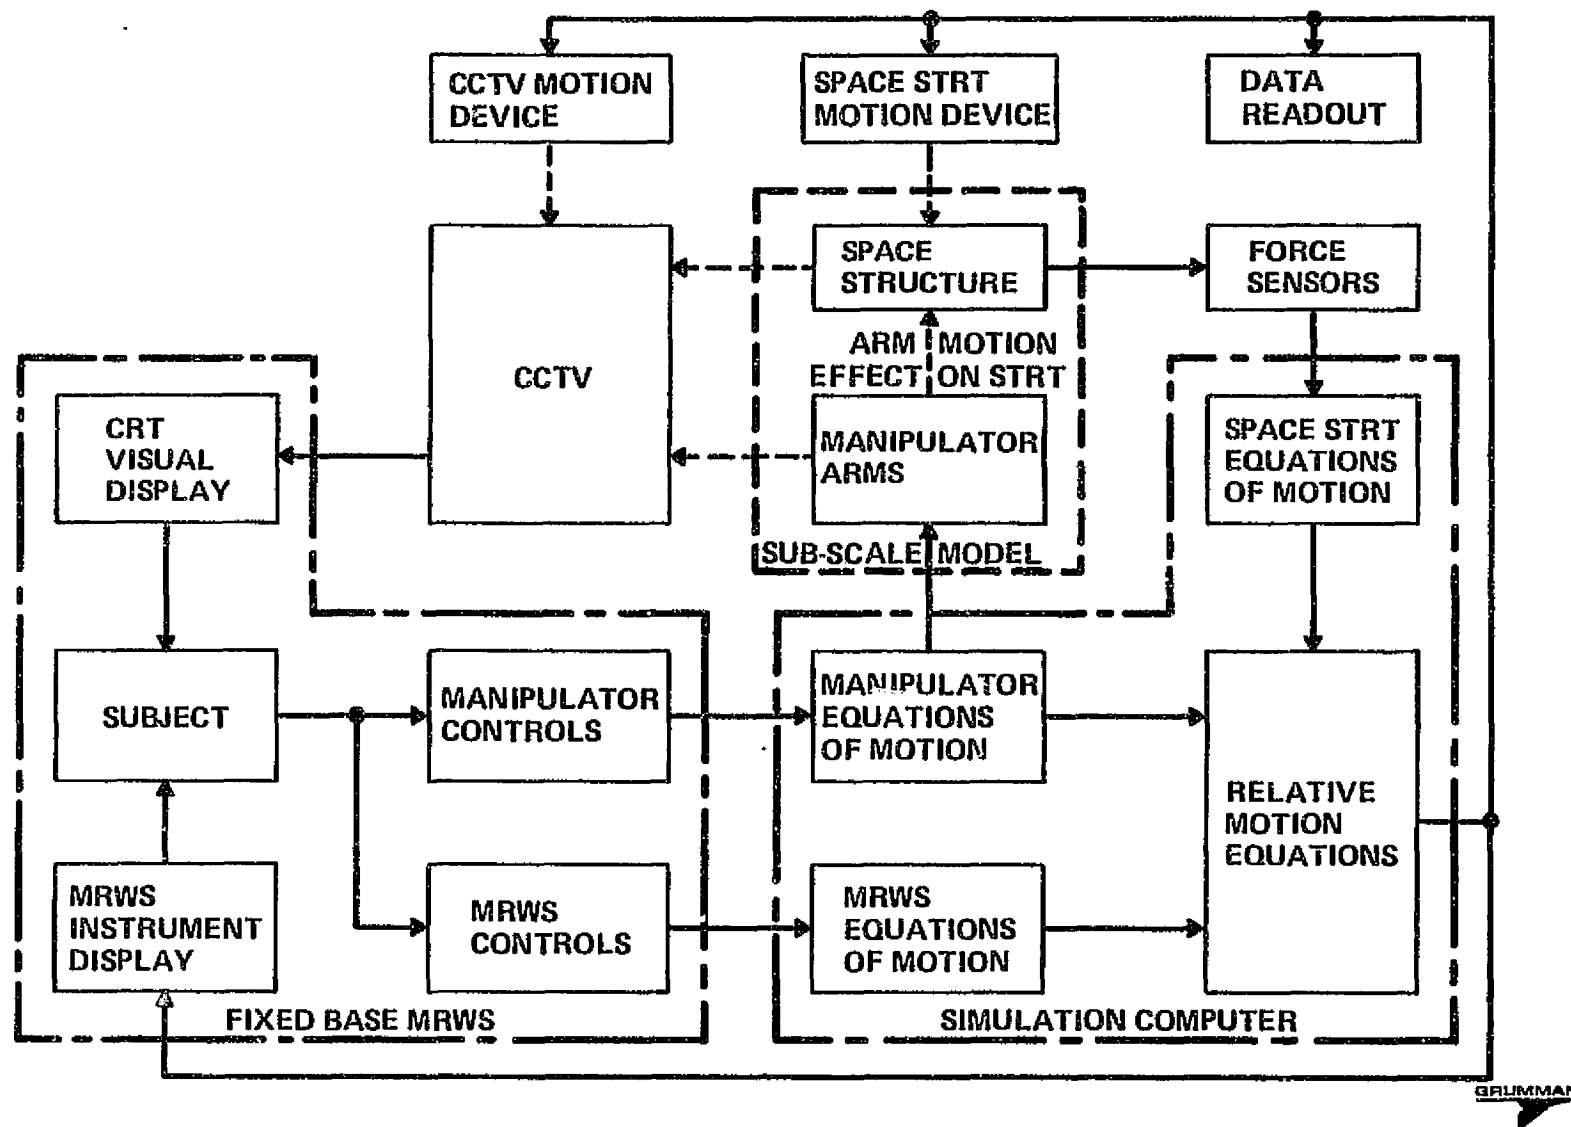 CCTV MOTION
DEVICE
SPACE STRT
MOTION DEVICE
DATA
READOUT
SPACE
STRUCTURE
FORCE
SENSORS
ARM MOTION
EFFECT ON STRT
CCTV
CRT
VISUAL
DISPLAY
MANIPULATOR
ARMS
SPACE STRT
EQUATIONS
OF MOTION
SUB-SCALE MODEL
SUBJECT
MANIPULATOR
CONTROLS
MANIPULATOR
EQUATIONS
OF MOTION
RELATIVE
MOTION
EQUATIONS
MRWS
INSTRUMENT
DISPLAY
MRWS
CONTROLS
MRWS
EQUATIONS
OF MOTION
FIXED BASE MRWS
SIMULATION COMPUTER
GRUMMAN